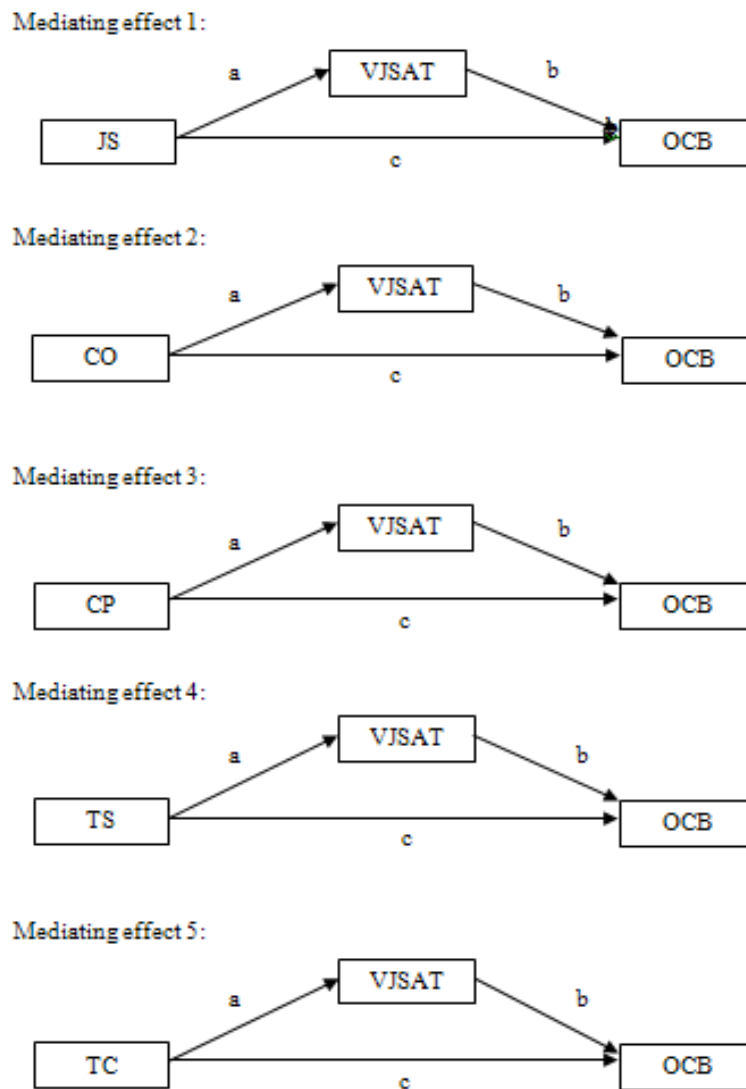 Mediating effect 1:
a
VJSAT
b
JS
c
OCB
Mediating effect 2:
a
VJSAT
b
CO
c
OCB
Mediating effect 3:
a
VJSAT
b
CP
c
OCB
Mediating effect 4:
a
VJSAT
b
TS
c
OCB
Mediating effect 5:
a
VJSAT
b
TC
c
OCB